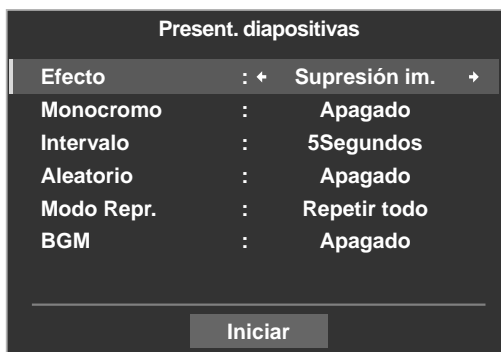 Present. diapositivas
Efecto : Supresión im.
Monocromo : Apagado
Intervalo : 5Segundos
Aleatorio : Apagado
Modo Repr. : Repetir todo
BGM : Apagado
Iniciar